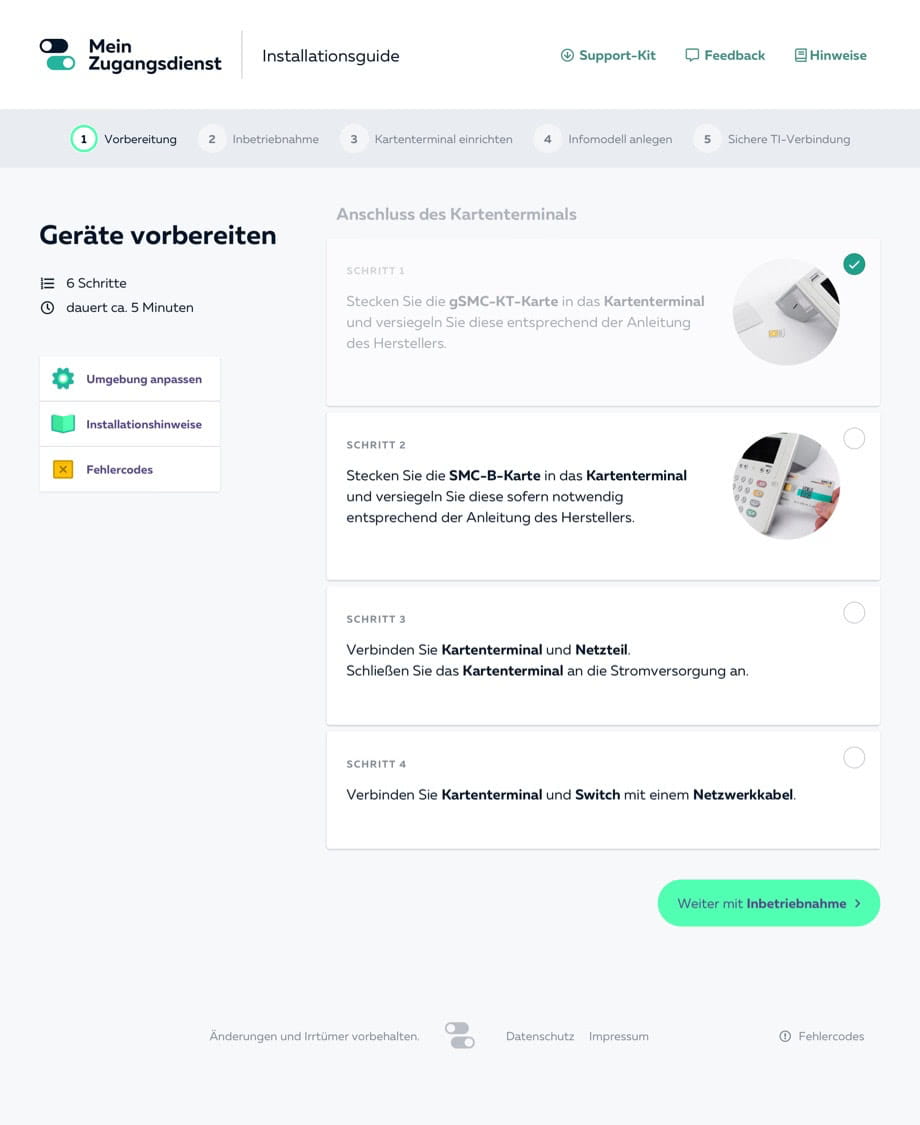 Mein
Zugangsdienst
Installationsguide
Support-Kit
Feedback
Hinweise
1 Vorbereitung
2 Inbetriebnahme
3 Kartenterminal einrichten
4 Infomodell anlegen
5 Sichere TI-Verbindung
Geräte vorbereiten
6 Schritte
dauert ca. 5 Minuten
Umgebung anpassen
Installationshinweise
Fehlercodes
Anschluss des Kartenterminals
SCHRITT 1
Stecken Sie die gSMC-KT-Karte in das Kartenterminal
und versiegeln Sie diese entsprechend der Anleitung
des Herstellers.
SCHRITT 2
Stecken Sie die SMC-B-Karte in das Kartenterminal
und versiegeln Sie diese sofern notwendig
entsprechend der Anleitung des Herstellers.
SCHRITT 3
Verbinden Sie Kartenterminal und Netzteil.
Schließen Sie das Kartenterminal an die Stromversorgung an.
SCHRITT 4
Verbinden Sie Kartenterminal und Switch mit einem Netzwerkkabel.
Weiter mit Inbetriebnahme
Änderungen und Irrtümer vorbehalten.
Datenschutz
Impressum
Fehlercodes